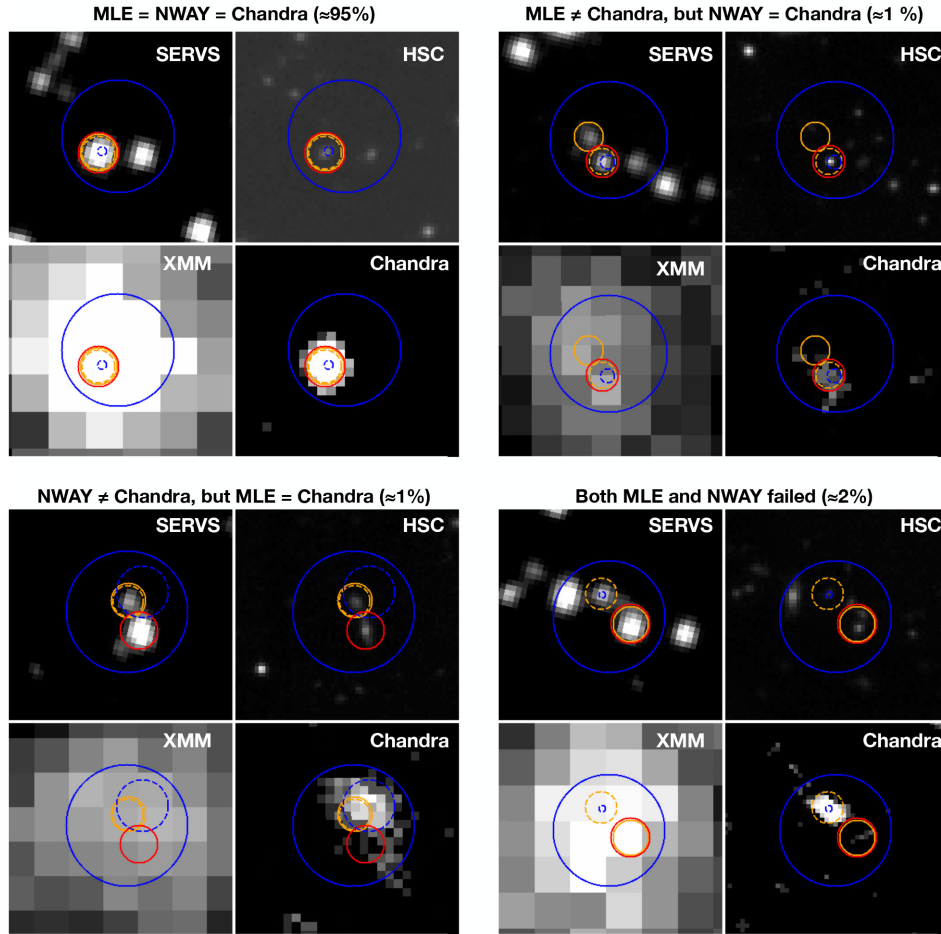 MLE = NWAY = Chandra (≈95%)
SERVS
HSC
XMM
Chandra
MLE ≠ Chandra, but NWAY = Chandra (≈1 %)
SERVS
HSC
XMM
Chandra
NWAY ≠ Chandra, but MLE = Chandra (≈1%)
SERVS
HSC
XMM
Chandra
Both MLE and NWAY failed (≈2%)
SERVS
HSC
XMM
Chandra